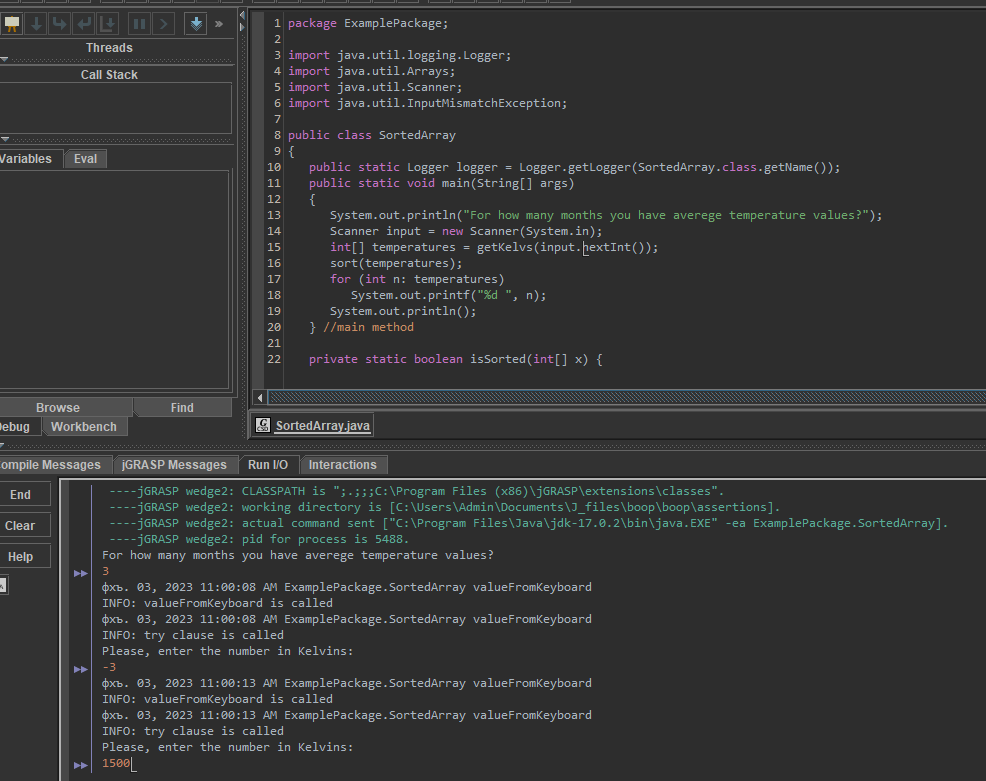 »
Threads
Call Stack
Variables Eval
Browse Find
Debug Workbench
1 package ExamplePackage;
2
3 import java.util.logging.Logger;
4 import java.util.Arrays;
5 import java.util.Scanner;
6 import java.util.InputMismatchException;
7
8 public class SortedArray
9 {
10 public static Logger logger = Logger.getLogger(SortedArray.class.getName());
11 public static void main(String[] args)
12 {
13 System.out.println("For how many months you have averege temperature values?");
14 Scanner input = new Scanner(System.in);
15 int[] temperatures = getKelvs(input.nextInt());
16 sort(temperatures);
17 for (int n: temperatures)
18 System.out.printf("%d ", n);
19 System.out.println();
20 } //main method
21
22 private static boolean isSorted(int[] x) {
SortedArray.java
ompile Messages jGRASP Messages Run I/O Interactions
End
Clear
Help
----jGRASP wedge2: CLASSPATH is ";.;;;C:\Program Files (x86)\jGRASP\extensions\classes".
----jGRASP wedge2: working directory is [C:\Users\Admin\Documents\J_files\boop\boop\assertions].
----jGRASP wedge2: actual command sent ["C:\Program Files\Java\jdk-17.0.2\bin\java.EXE" -ea ExamplePackage.SortedArray].
----jGRASP wedge2: pid for process is 5488.
For how many months you have averege temperature values?
3
фхъ. 03, 2023 11:00:08 AM ExamplePackage.SortedArray valueFromKeyboard
INFO: valueFromKeyboard is called
фхъ. 03, 2023 11:00:08 AM ExamplePackage.SortedArray valueFromKeyboard
INFO: try clause is called
Please, enter the number in Kelvins:
-3
фхъ. 03, 2023 11:00:13 AM ExamplePackage.SortedArray valueFromKeyboard
INFO: valueFromKeyboard is called
фхъ. 03, 2023 11:00:13 AM ExamplePackage.SortedArray valueFromKeyboard
INFO: try clause is called
Please, enter the number in Kelvins:
1500